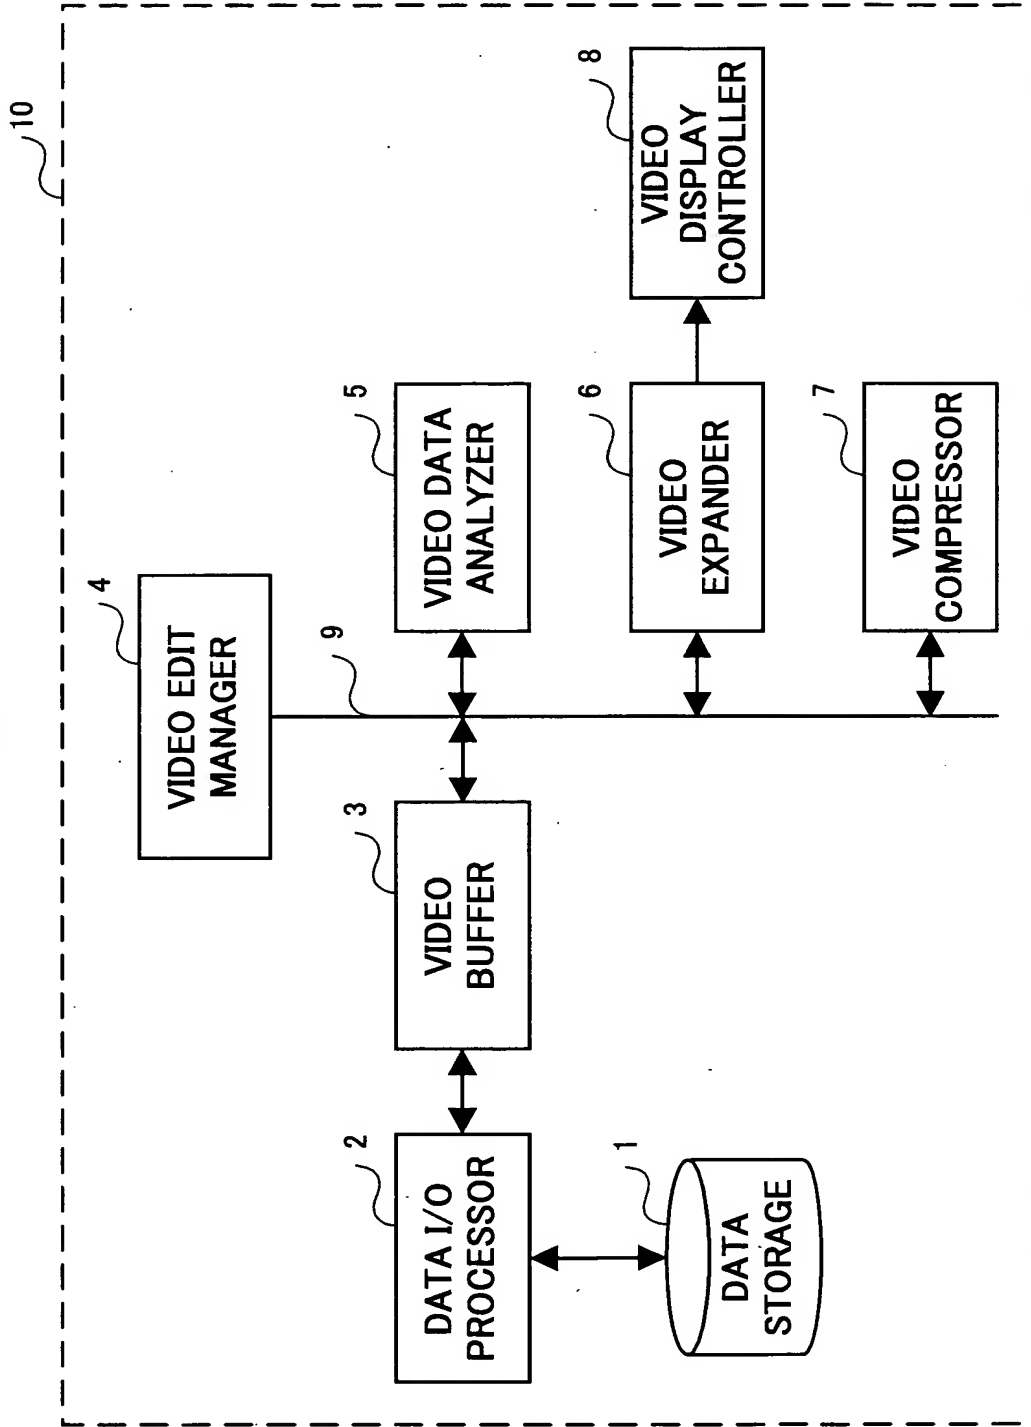 10
4
VIDEO EDIT
MANAGER
9
2
DATA I/O
PROCESSOR
3
VIDEO
BUFFER
5
VIDEO DATA
ANALYZER
1
DATA
STORAGE
6
VIDEO
EXPANDER
8
VIDEO
DISPLAY
CONTROLLER
7
VIDEO
COMPRESSOR